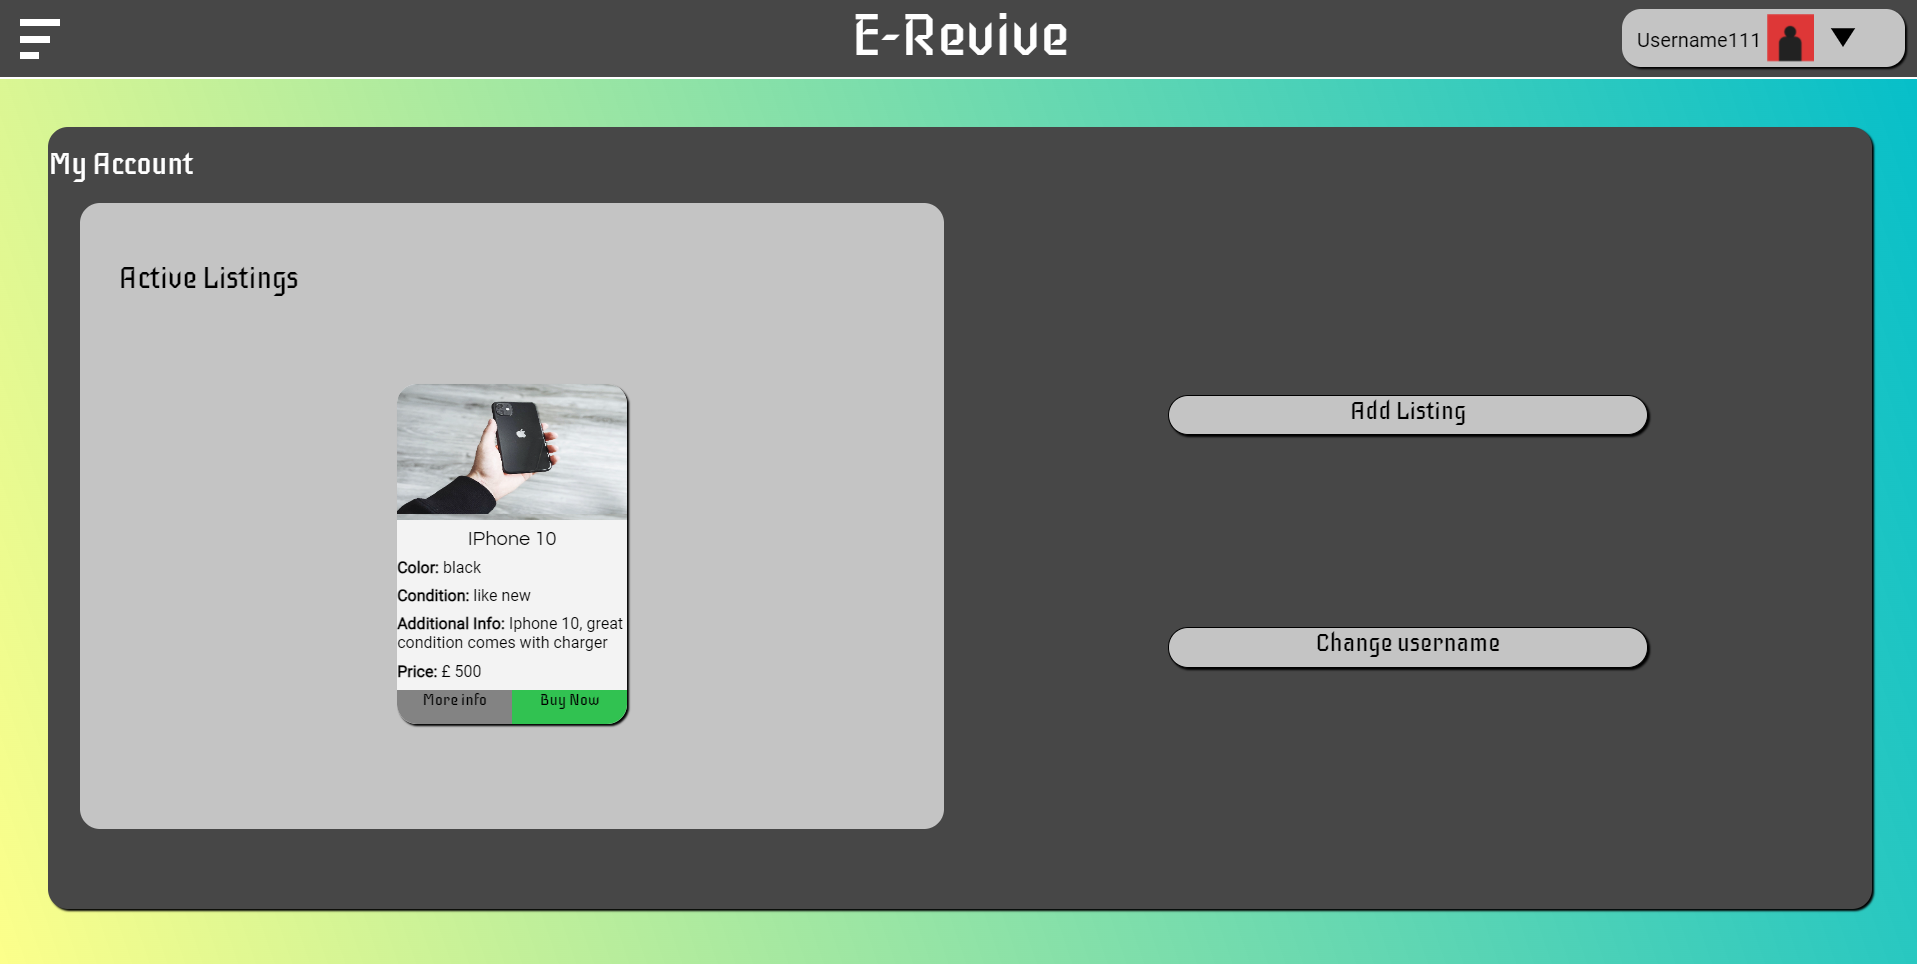 E-Revive
Username111
My Account
Active Listings
IPhone 10
Color: black
Condition: like new
Additional Info: Iphone 10, great
condition comes with charger
Price: £ 500
More info
Buy Now
Add Listing
Change username